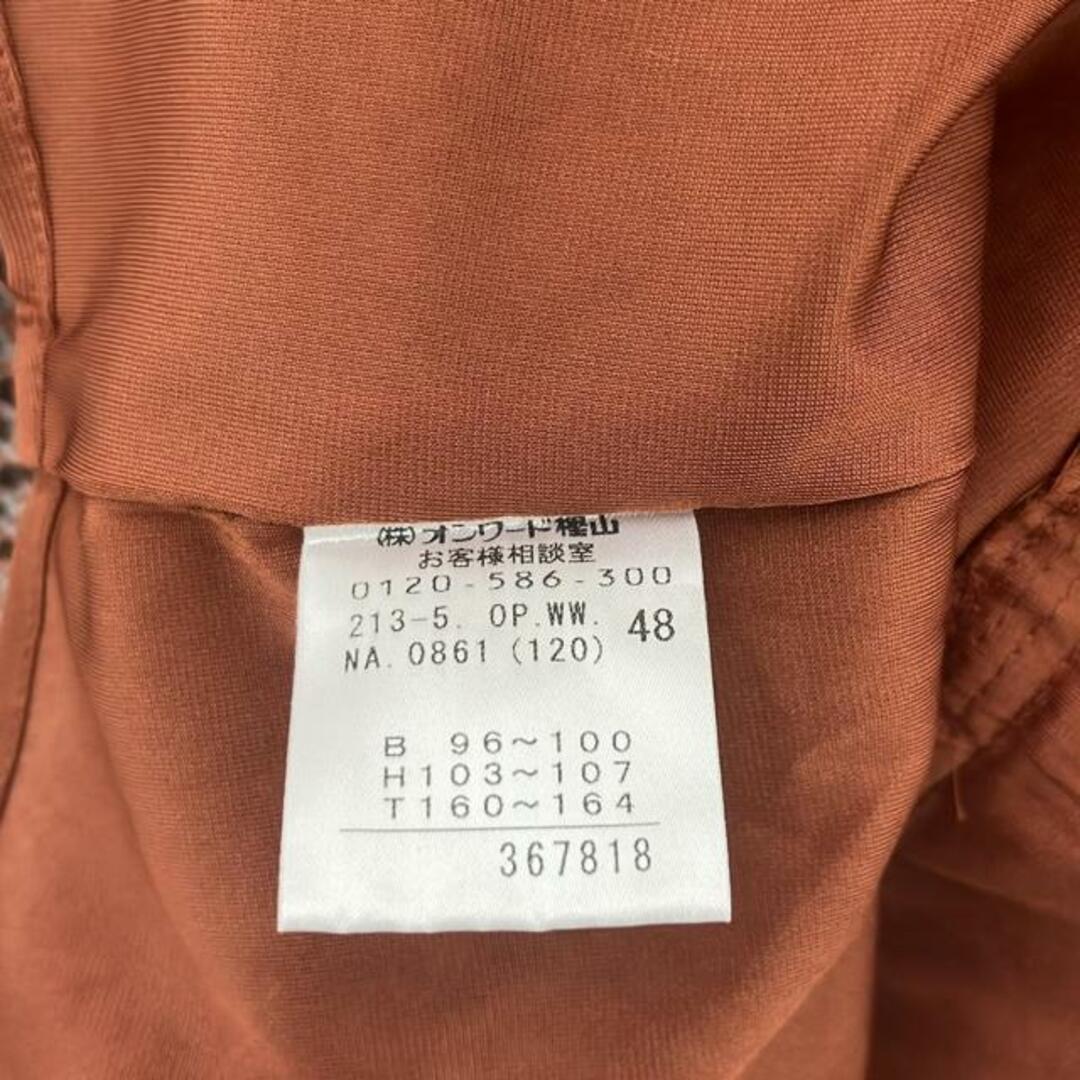 (株)オンワード樫山
お客様相談室
0120-586-300
213-5. OP.WW. 48
NA. 0861 (120)
B 96~100
H103~107
T160~164
367818